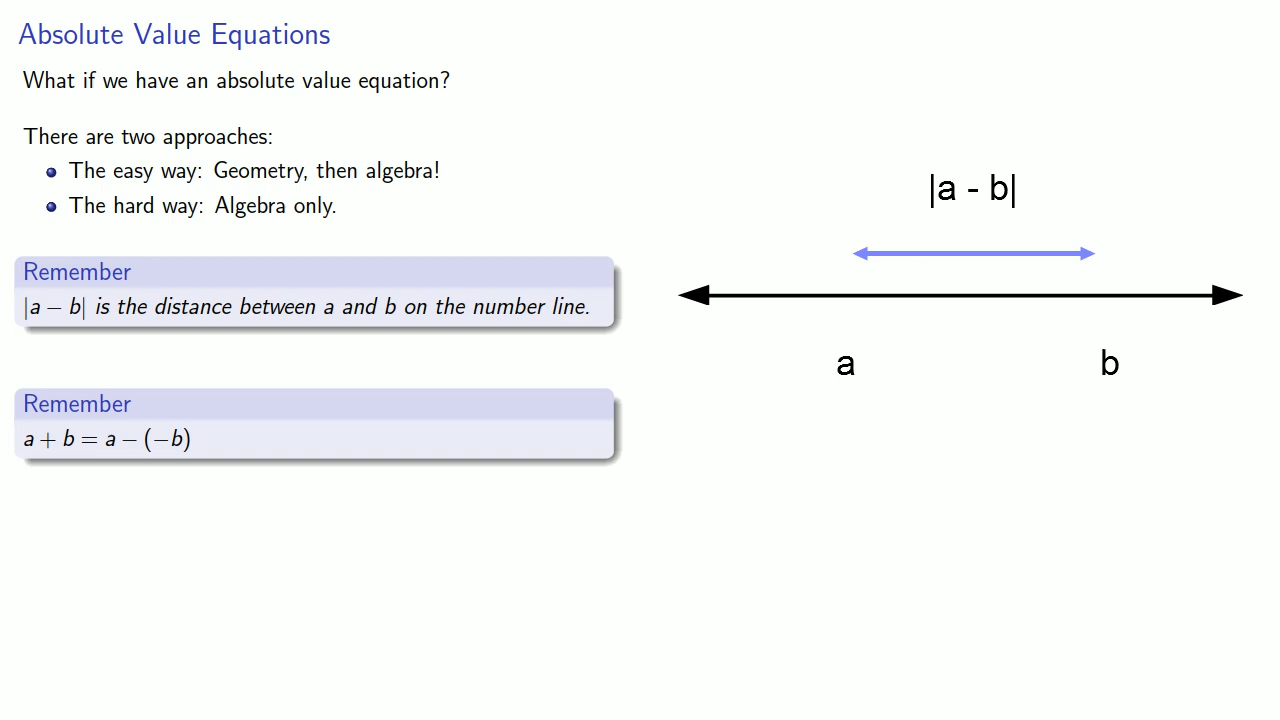 Absolute Value Equations
What if we have an absolute value equation?
There are two approaches:
The easy way: Geometry, then algebra!
The hard way: Algebra only.
Remember
|a − b| is the distance between a and b on the number line.
Remember
a + b = a − (−b)
|a - b|
a b